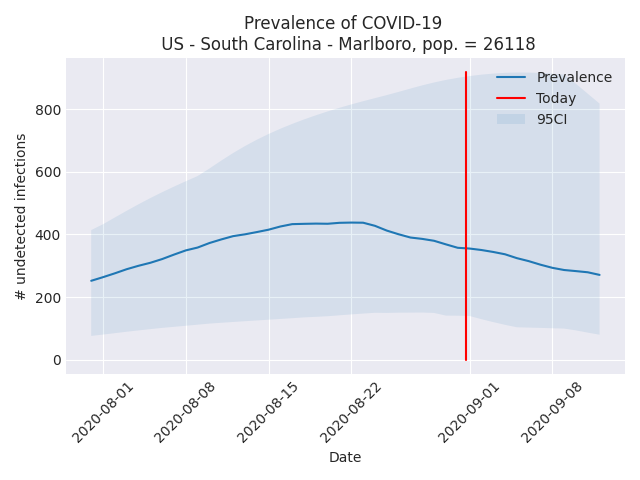 Prevalence of COVID-19
US - South Carolina - Marlboro, pop. = 26118
Prevalence
Today
95CI
# undetected infections
800
600
400
200
0
2020-08-01
2020-08-08
2020-08-15
2020-08-22
2020-09-01
2020-09-08
Date